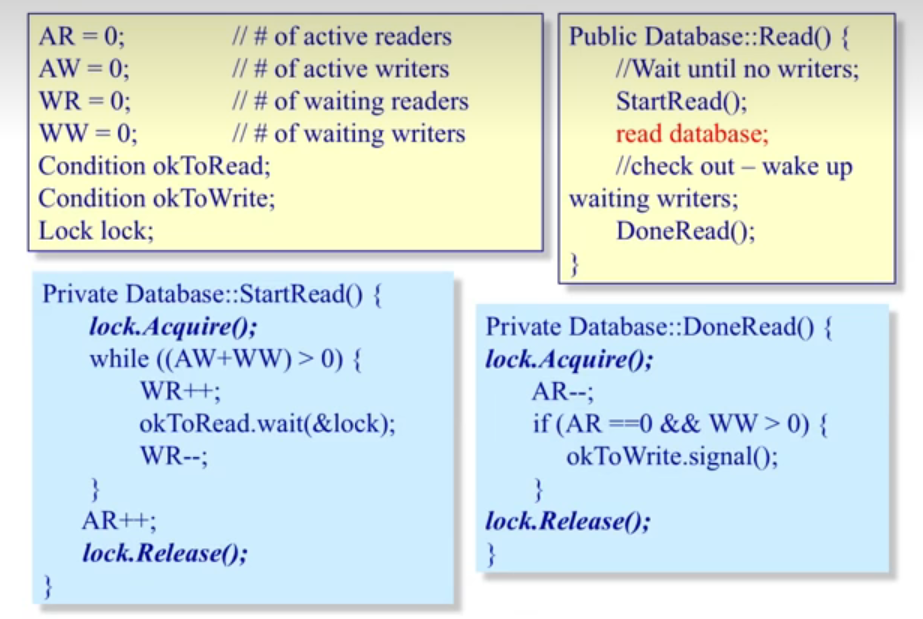 AR = 0; // # of active readers
AW = 0; // # of active writers
WR = 0; // # of waiting readers
WW = 0; // # of waiting writers
Condition okToRead;
Condition okToWrite;
Lock lock;
Public Database::Read() {
//Wait until no writers;
StartRead();
read database;
//check out – wake up
waiting writers;
DoneRead();
}
Private Database::StartRead() {
lock.Acquire();
while ((AW+WW) > 0) {
WR++;
okToRead.wait(&lock);
WR--;
}
AR++;
lock.Release();
}
Private Database::DoneRead() {
lock.Acquire();
AR--;
if (AR ==0 && WW > 0) {
okToWrite.signal();
}
lock.Release();
}